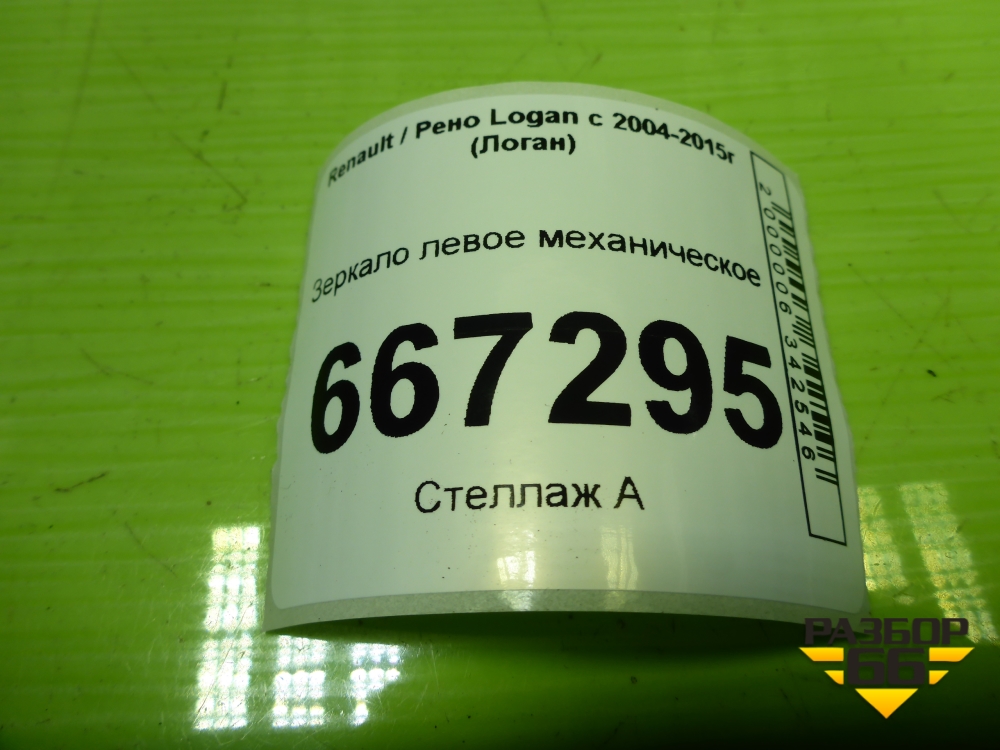 Renault / Рено Logan с 2004-2015г
(Логан)
Зеркало левое механическое
667295
Стеллаж А
2000006342546
РАЗБОР
66